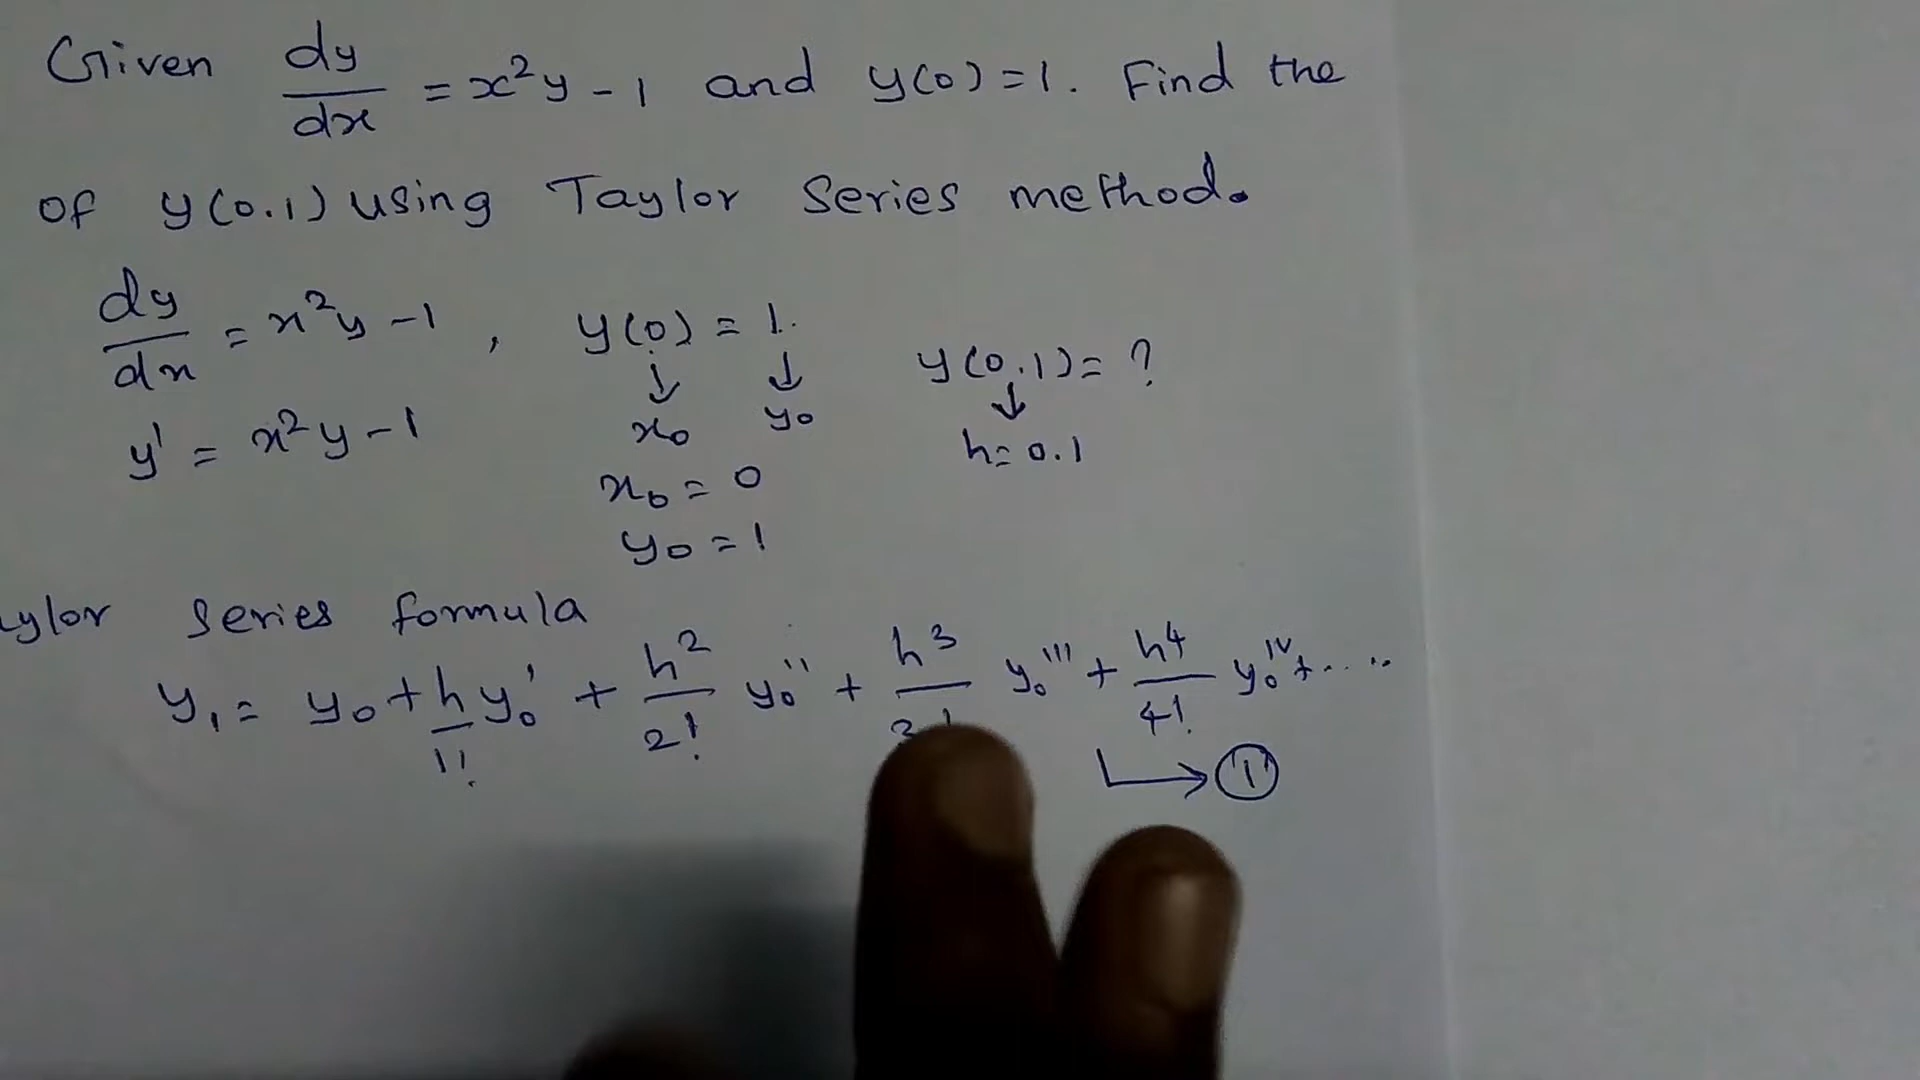 Given dy/dx = x²y - 1 and y(0) = 1. Find the
of y(0.1) using Taylor Series method.
dy/dx = x²y - 1, y(0) = 1.
↓ ↓
x₀ y₀
y(0.1) = ?
↓
h = 0.1
y' = x²y - 1
x₀ = 0
y₀ = 1
ylor series formula
y₁ = y₀ + h/1! y₀' + h²/2! y₀'' + h³/3! y₀''' + h4/4! y₀ᴵⱽ + .....
→ ①